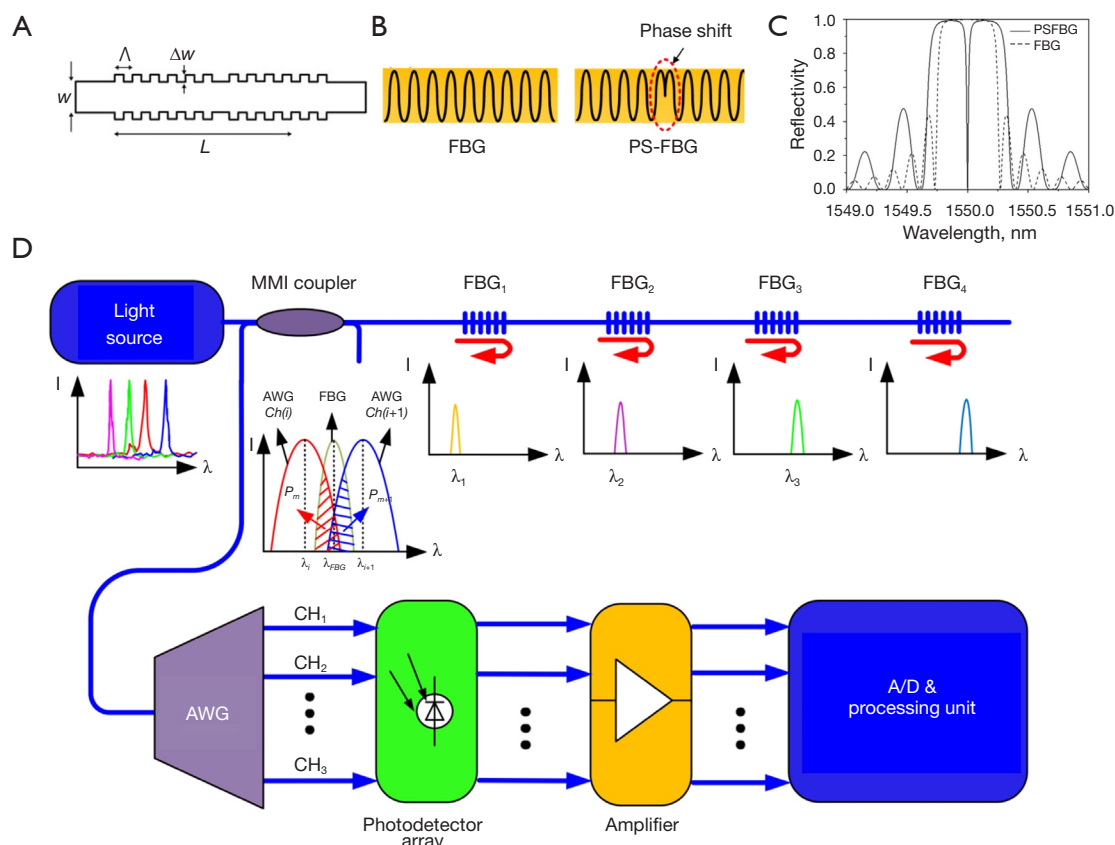 A
Λ
Δw
w
L
B
Phase shift
FBG
PS-FBG
C
Reflectivity
1.0
0.8
0.6
0.4
0.2
0.0
PSFBG
FBG
1549.0 1549.5 1550.0 1550.5 1551.0
Wavelength, nm
D
Light
source
MMI coupler
FBG₁
FBG₂
FBG₃
FBG₄
I
λ
AWG
Ch(i)
FBG
AWG
Ch(i+1)
I
Pₘ
Pₘ₊₁
λ
λᵢ
λ_FBG
λᵢ₊₁
I
λ
λ₁
I
λ
λ₂
I
λ
λ₃
I
λ
AWG
CH₁
CH₂
CH₃
Photodetector
array
Amplifier
A/D &
processing unit